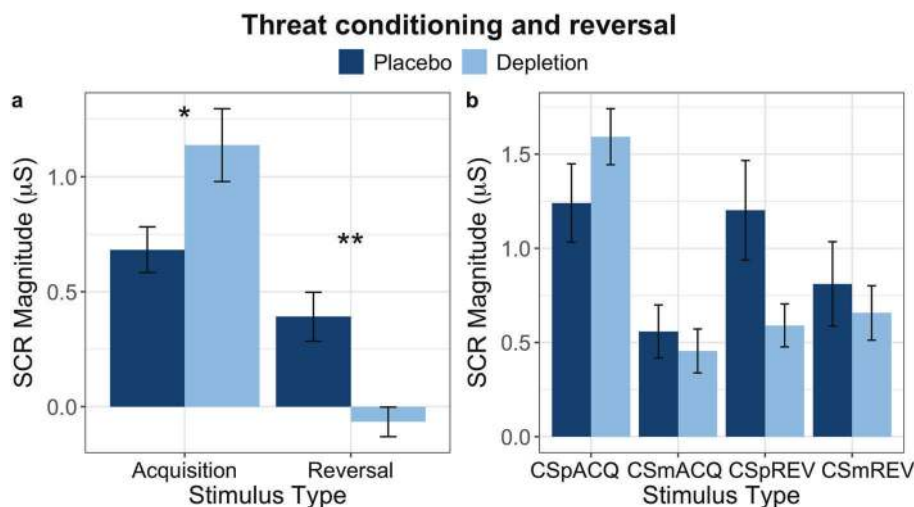 Threat conditioning and reversal
Placebo Depletion
a
*
**
1.0
0.5
0.0
SCR Magnitude (μS)
Acquisition Reversal
Stimulus Type
b
1.5
1.0
0.5
0.0
SCR Magnitude (μS)
CSpACQ CSmACQ CSpREV CSmREV
Stimulus Type